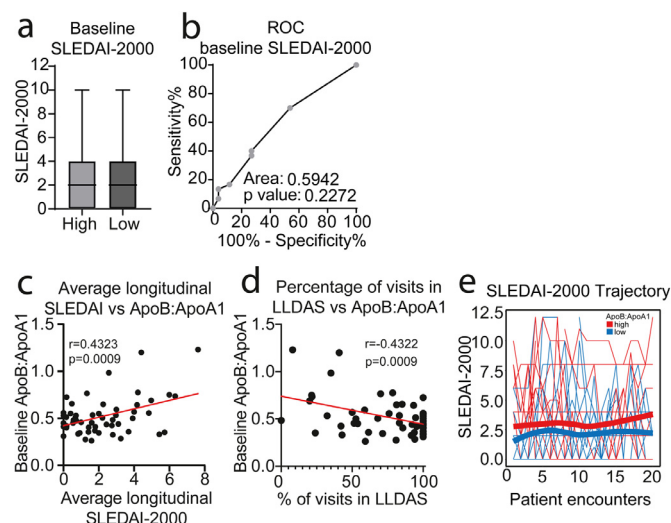 a
Baseline
SLEDAI-2000
SLEDAI-2000
12
10
8
6
4
2
0
High Low
b
ROC
baseline SLEDAI-2000
Sensitivity%
100
80
60
40
20
0
Area: 0.5942
p value: 0.2272
0 20 40 60 80 100
100% - Specificity%
c
Average longitudinal
SLEDAI vs ApoB:ApoA1
Baseline ApoB:ApoA1
1.5
1.0
0.5
0.0
r=0.4323
p=0.0009
0 2 4 6 8
Average longitudinal
SLEDAI-2000
d
Percentage of visits in
LLDAS vs ApoB:ApoA1
Baseline ApoB:ApoA1
1.5
1.0
0.5
0.0
r=-0.4322
p=0.0009
0 50 100
% of visits in LLDAS
e
SLEDAI-2000 Trajectory
SLEDAI-2000
12.5
10.0
7.5
5.0
2.5
0.0
ApoB:ApoA1
high
low
0 5 10 15 20
Patient encounters